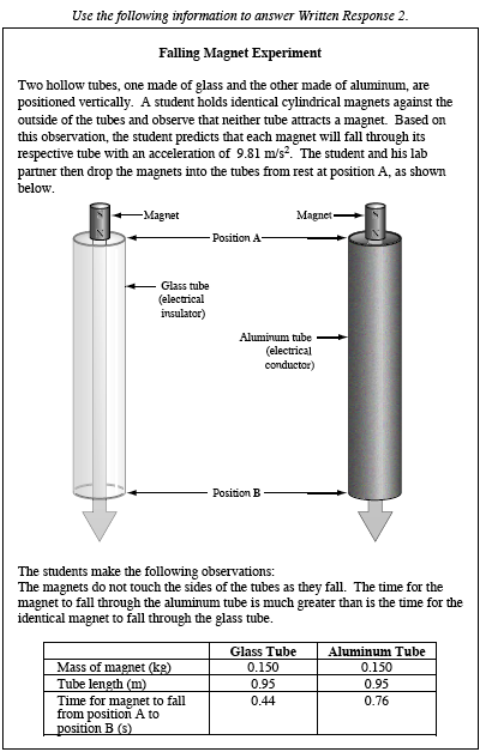 Use the following information to answer Written Response 2.
Falling Magnet Experiment
Two hollow tubes, one made of glass and the other made of aluminum, are
positioned vertically. A student holds identical cylindrical magnets against the
outside of the tubes and observe that neither tube attracts a magnet. Based on
this observation, the student predicts that each magnet will fall through its
respective tube with an acceleration of 9.81 m/s². The student and his lab
partner then drop the magnets into the tubes from rest at position A, as shown
below.
Magnet
Magnet
Position A
Glass tube
(electrical
insulator)
Aluminum tube
(electrical
conductor)
Position B
The students make the following observations:
The magnets do not touch the sides of the tubes as they fall. The time for the
magnet to fall through the aluminum tube is much greater than is the time for the
identical magnet to fall through the glass tube.
Glass Tube Aluminum Tube
Mass of magnet (kg) 0.150 0.150
Tube length (m) 0.95 0.95
Time for magnet to fall 0.44 0.76
from position A to
position B (s)